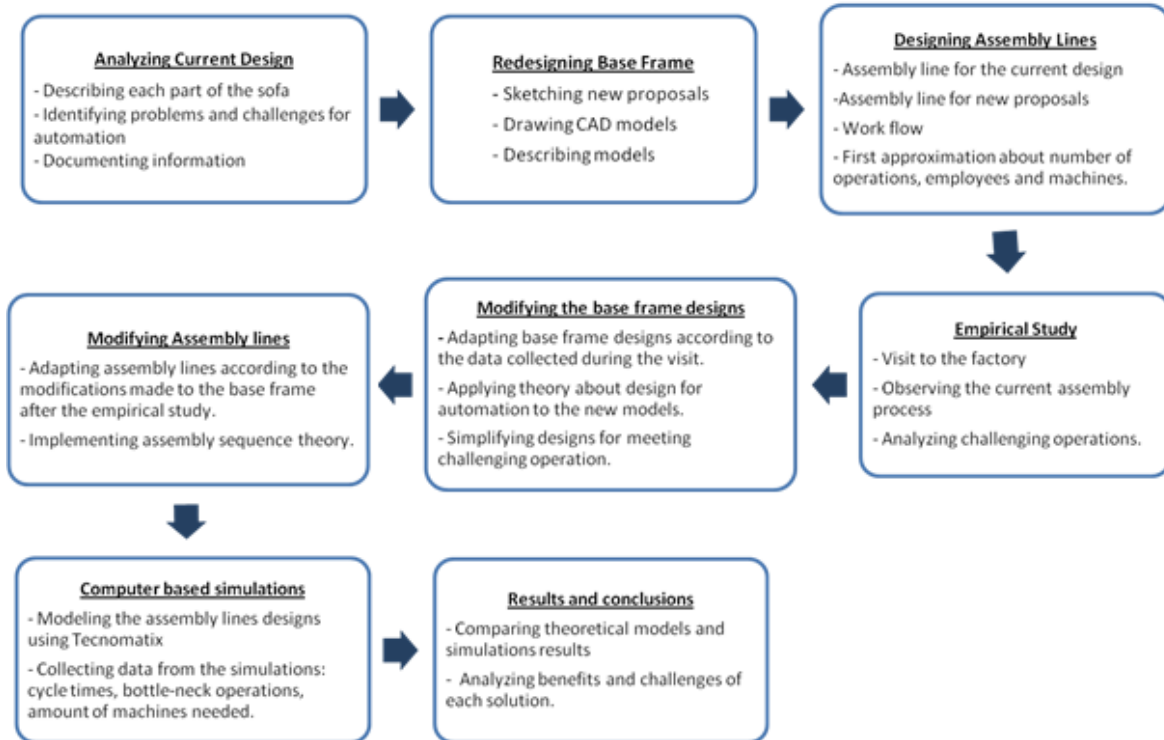 Analyzing Current Design
- Describing each part of the sofa
- Identifying problems and challenges for
automation
- Documenting information
Redesigning Base Frame
- Sketching new proposals
- Drawing CAD models
- Describing models
Designing Assembly Lines
- Assembly line for the current design
-Assembly line for new proposals
- Work flow
- First approximation about number of
operations, employees and machines.
Empirical Study
- Visit to the factory
- Observing the current assembly
process
- Analyzing challenging operations.
Modifying the base frame designs
- Adapting base frame designs according to
the data collected during the visit.
- Applying theory about design for
automation to the new models.
- Simplifying designs for meeting
challenging operation.
Modifying Assembly lines
- Adapting assembly lines according to the
modifications made to the base frame
after the empirical study.
- Implementing assembly sequence theory.
Computer based simulations
- Modeling the assembly lines designs
using Tecnomatix
- Collecting data from the simulations:
cycle times, bottle-neck operations,
amount of machines needed.
Results and conclusions
- Comparing theoretical models and
simulations results
- Analyzing benefits and challenges of
each solution.